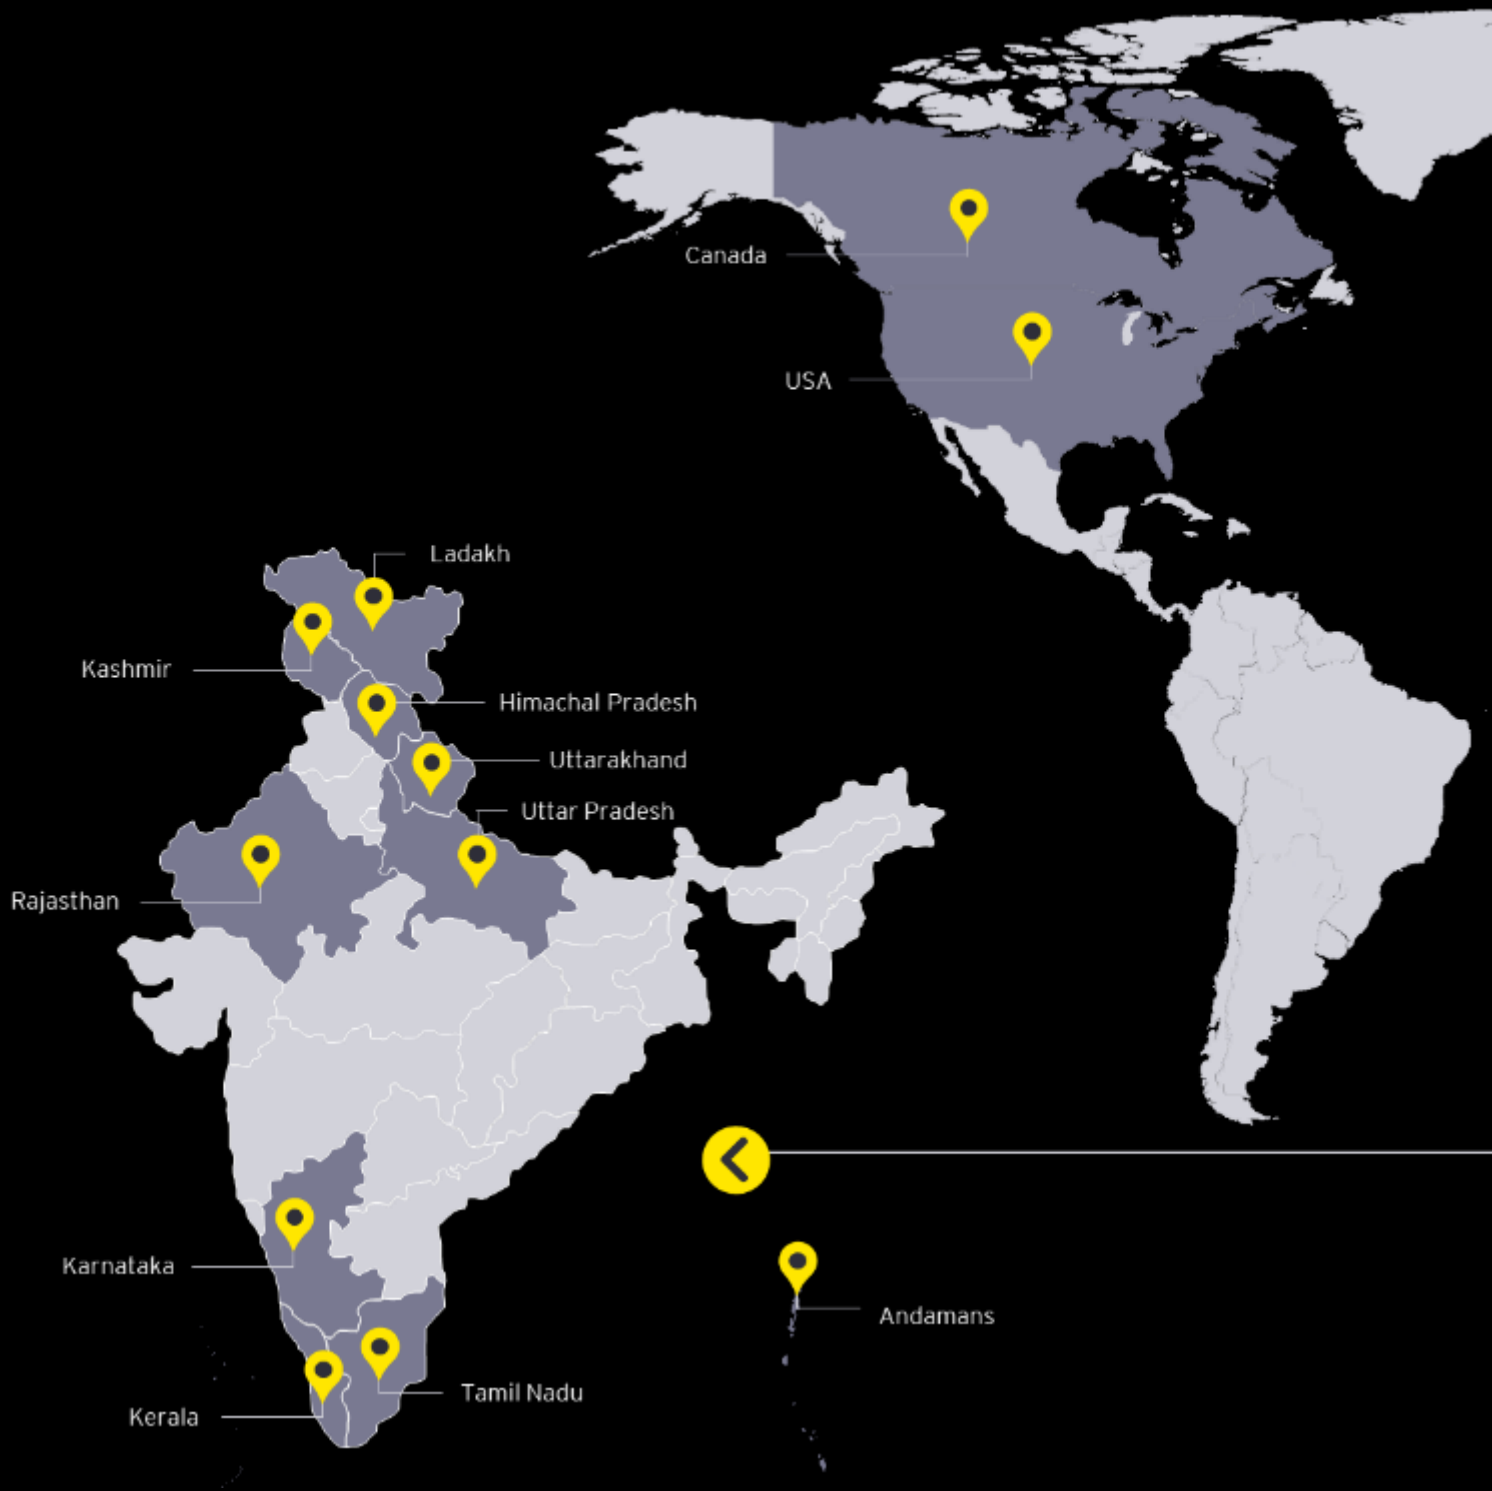 Canada
USA
Ladakh
Kashmir
Himachal Pradesh
Uttarakhand
Uttar Pradesh
Rajasthan
Karnataka
Andamans
Tamil Nadu
Kerala